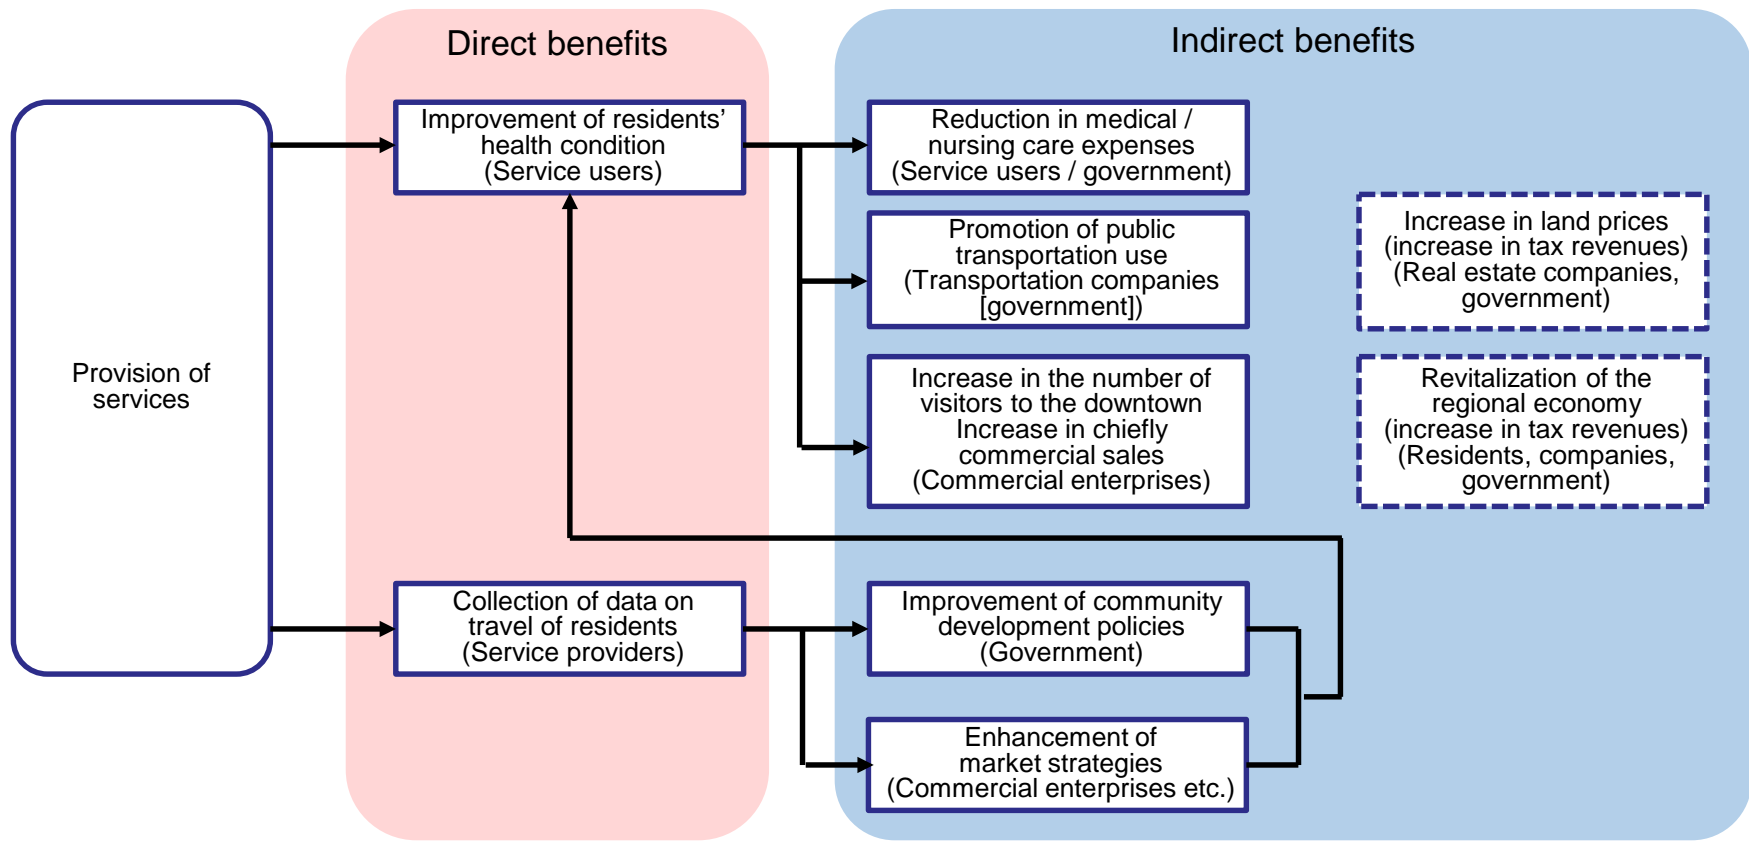 Direct benefits
Indirect benefits
Provision of
services
Improvement of residents’
health condition
(Service users)
Reduction in medical /
nursing care expenses
(Service users / government)
Promotion of public
transportation use
(Transportation companies
[government])
Increase in the number of
visitors to the downtown
Increase in chiefly
commercial sales
(Commercial enterprises)
Increase in land prices
(increase in tax revenues)
(Real estate companies,
government)
Revitalization of the
regional economy
(increase in tax revenues)
(Residents, companies,
government)
Collection of data on
travel of residents
(Service providers)
Improvement of community
development policies
(Government)
Enhancement of
market strategies
(Commercial enterprises etc.)